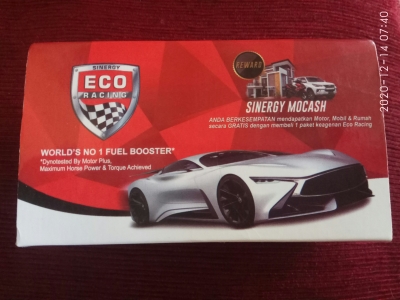 SINERGY
ECO
RACING
REWARD
SINERGY MOCASH
ANDA BERKESEMPATAN mendapatkan Motor, Mobil & Rumah
secara GRATIS dengan membeli 1 paket keagenan Eco Racing
WORLD'S NO 1 FUEL BOOSTER*
*Dynotested By Motor Plus,
Maximum Horse Power & Torque Achieved
2020-12-14 07:40